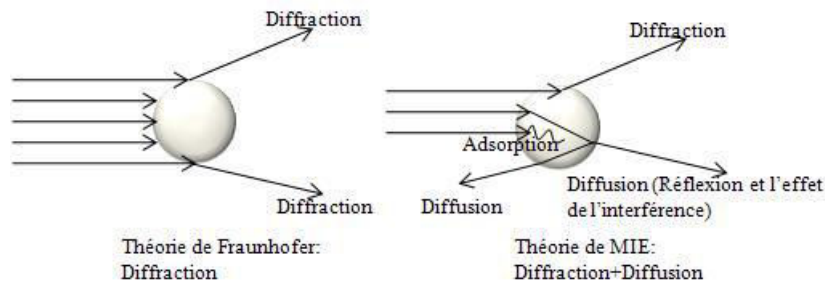 Diffraction
Diffraction
Théorie de Fraunhofer:
Diffraction
Diffraction
Adsorption
Diffusion
Diffusion (Réflexion et l'effet
de l'interférence)
Théorie de MIE:
Diffraction+Diffusion